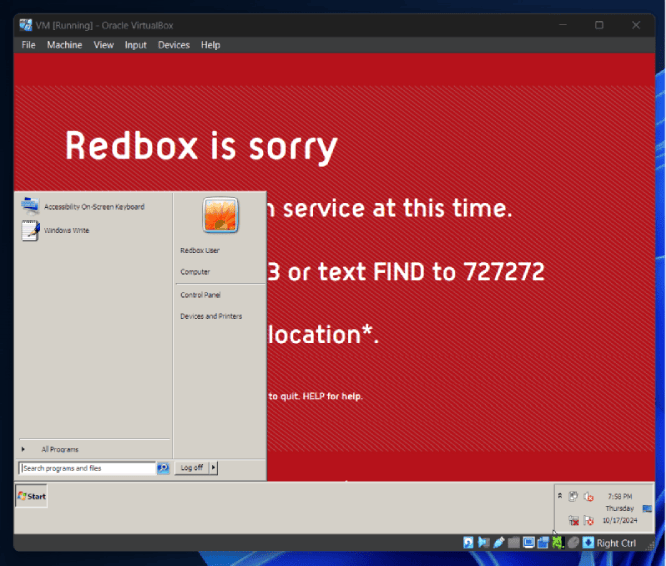 VM [Running] - Oracle VirtualBox
File Machine View Input Devices Help
Redbox is sorry
n service at this time.
3 or text FIND to 727272
location*.
to quit. HELP for help.
Accessibility On-Screen Keyboard
Windows Write
Redbox User
Computer
Control Panel
Devices and Printers
All Programs
Search programs and files
Log off
Start
7:58 PM
Thursday
10/17/2024
Right Ctrl